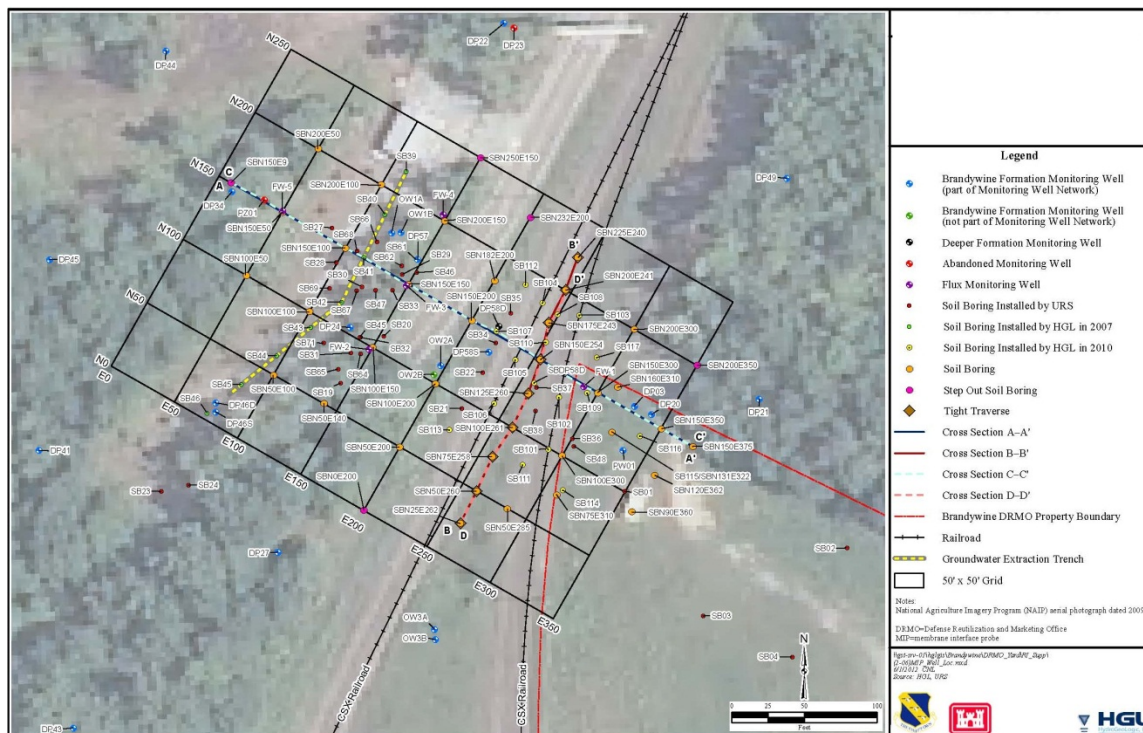 N250
DP22
DP23
DP44
N200
SBN200E50
SB39
SBN250E150
DP49
N150
SBN150E9
C
A
FW-5
SBN200E100
SB40
OW1A
FW-4
SBN232E200
DP34
PZ01
SB66
OW1B
SBN200E150
SBN225E240
N100
SBN150E50
SB27
SB68
SB61
DP57
B'
SBN150E100
SB62
SB29
SBN182E200
DP45
SBN100E50
SB28
SB30
SB41
SB46
SB112
D'
SBN200E241
SBN150E150
SB104
SB69
SB47
SB33
SBN150E200
SB35
SB108
N50
SB42
SB67
FW-3
DP58D
SB103
SBN100E100
SB45
SB20
SB34
SB107
SBN175E243
SBN200E300
SB43
DP24
SB110
SB117
SB71
FW-2
SB32
OW2A
DP58S
SBN150E254
SBN150E300
SBN200E350
N0
SB44
SB31
SB105
SBDP58D
FW-1
SBN160E310
E0
SB65
SB64
OW2B
SB22
SB37
DP03
SB45
SBN50E100
SB19
SBN100E150
SBN125E260
SB109
DP20
DP21
E50
SB46
DP46D
SBN100E200
SB21
SB106
SBN150E350
DP46S
SBN50E140
SBN100E261
SB102
C'
E100
SB113
SB38
SB36
SBN150E375
DP41
SBN50E200
SB101
SB116
A'
E150
SBN75E258
SB48
PW01
SB115/SBN131E322
SBN0E200
SB111
SBN100E300
SB01
SBN120E362
SB23
SB24
SBN50E260
SB114
E200
SBN25E262
SBN75E310
SBN90E360
B
D
SBN50E285
E250
SB02
DP27
E300
E350
OW3A
SB03
OW3B
SB04
N
CSX Railroad
CSX Railroad
DP43
0
50
100
Feet
Legend
Brandywine Formation Monitoring Well
(part of Monitoring Well Network)
Brandywine Formation Monitoring Well
(not part of Monitoring Well Network)
Deeper Formation Monitoring Well
Abandoned Monitoring Well
Flux Monitoring Well
Soil Boring Installed by URS
Soil Boring Installed by HGL in 2007
Soil Boring Installed by HGL in 2010
Soil Boring
Step Out Soil Boring
Tight Traverse
Cross Section A–A'
Cross Section B–B'
Cross Section C–C'
Cross Section D–D'
Brandywine DRMO Property Boundary
Railroad
Groundwater Extraction Trench
50' x 50' Grid
Notes:
National Agriculture Imagery Program (NAIP) aerial photograph dated 2009
DRMO=Defense Reutilization and Marketing Office
MIP=membrane interface probe
Source: HGL, URS
HGL